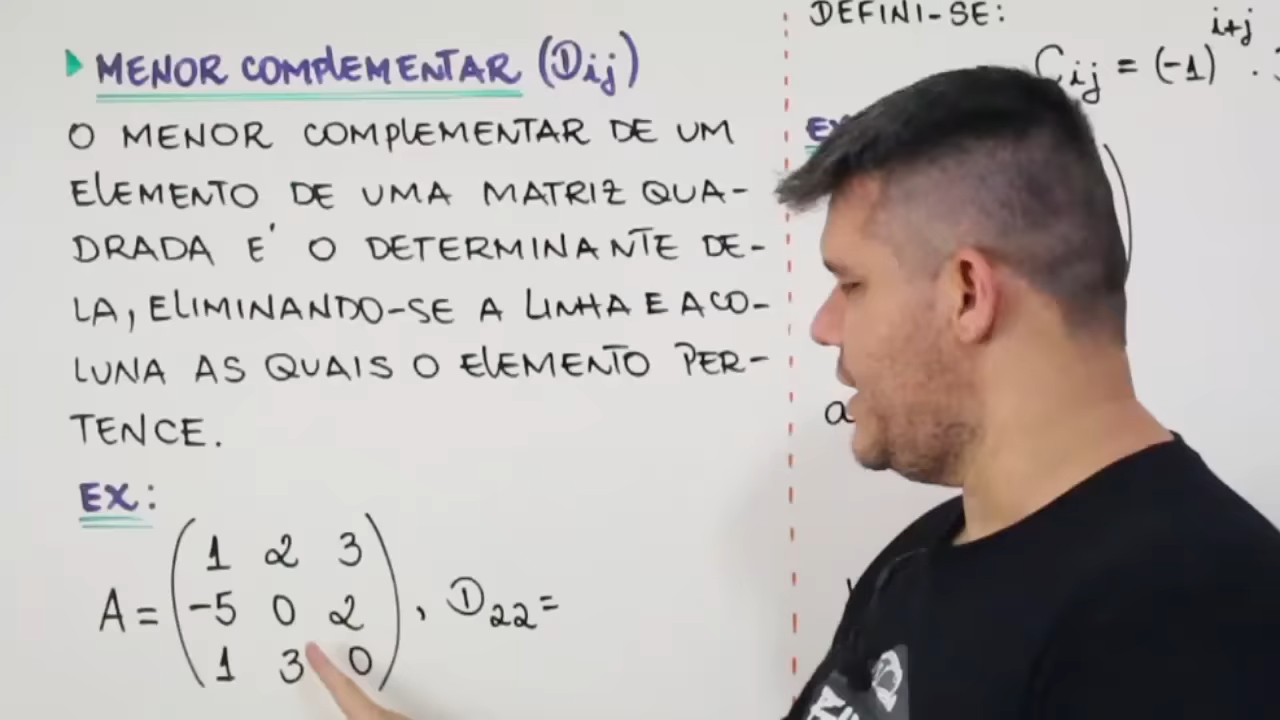 MENOR COMPLEMENTAR (Dij)
O MENOR COMPLEMENTAR DE UM
ELEMENTO DE UMA MATRIZ QUA-
DRADA E' O DETERMINANTE DE-
LA, ELIMINANDO-SE A LINHA E A CO-
LUNA AS QUAIS O ELEMENTO PER-
TENCE.
EX:
A = ( 1 2 3
-5 0 2
1 3 0 ) , D22 =
DEFINI-SE:
Cij = (-1)^i+j .